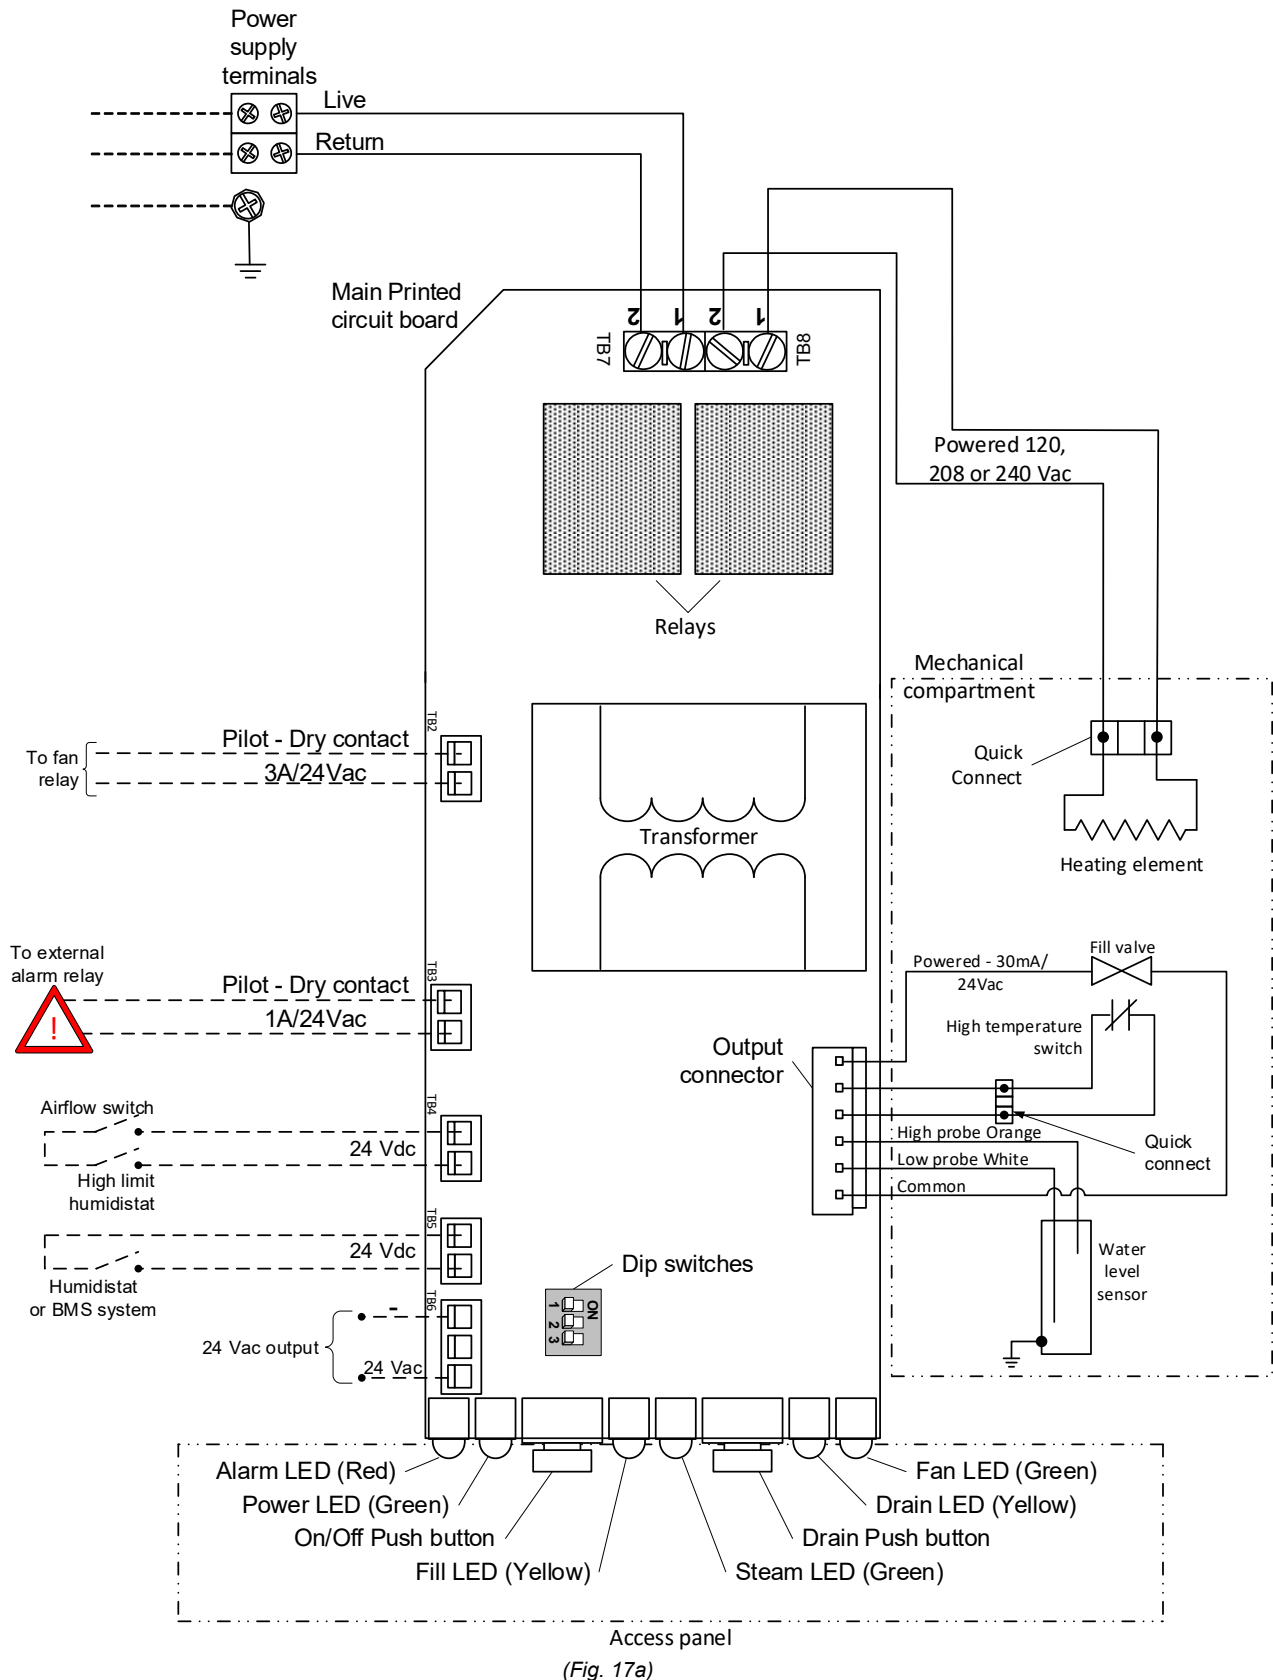 Power
supply
terminals
Live
Return
Main Printed
circuit board
2 1 2 1
TB7
TB8
Powered 120,
208 or 240 Vac
Relays
Mechanical
compartment
TB2
Pilot - Dry contact
To fan
relay
3A/24Vac
Quick
Connect
Transformer
Heating element
To external
alarm relay
!
TB3
Pilot - Dry contact
1A/24Vac
Fill valve
Powered - 30mA/
24Vac
High temperature
switch
Output
connector
Airflow switch
TB4
24 Vdc
High limit
humidistat
High probe Orange
Quick
connect
Low probe White
Common
TB5
24 Vdc
Humidistat
or BMS system
Dip switches
Water
level
sensor
TB6
-
24 Vac output
24 Vac
ON
1
2
3
Alarm LED (Red)
Fan LED (Green)
Power LED (Green)
Drain LED (Yellow)
On/Off Push button
Drain Push button
Fill LED (Yellow)
Steam LED (Green)
Access panel
(Fig. 17a)